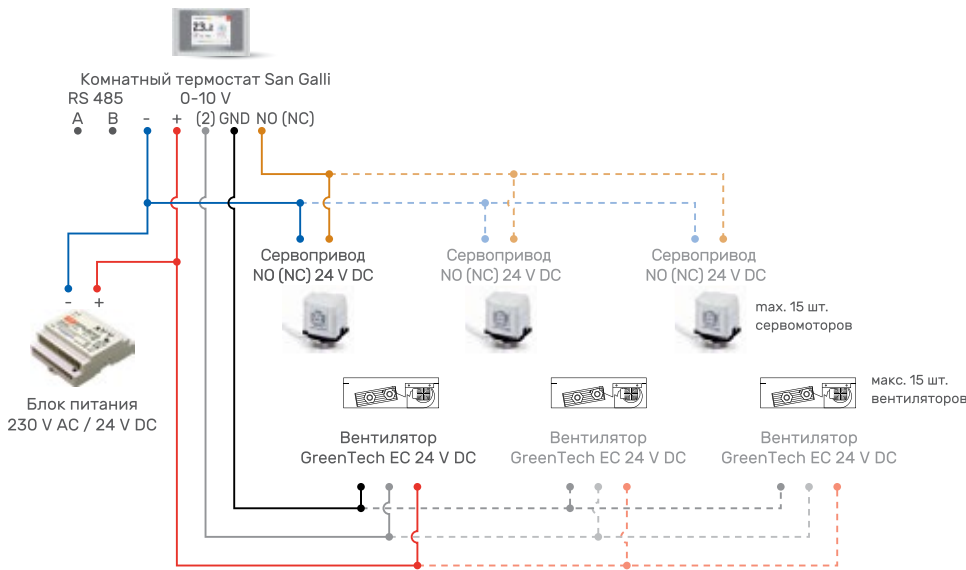 23.2
Комнатный термостат San Galli
RS 485 0-10 V
A B - + (2) GND NO (NC)
Сервопривод
NO (NC) 24 V DC
Сервопривод
NO (NC) 24 V DC
Сервопривод
NO (NC) 24 V DC
- +
max. 15 шт.
сервомоторов
Блок питания
230 V AC / 24 V DC
макс. 15 шт.
вентиляторов
Вентилятор
GreenTech EC 24 V DC
Вентилятор
GreenTech EC 24 V DC
Вентилятор
GreenTech EC 24 V DC